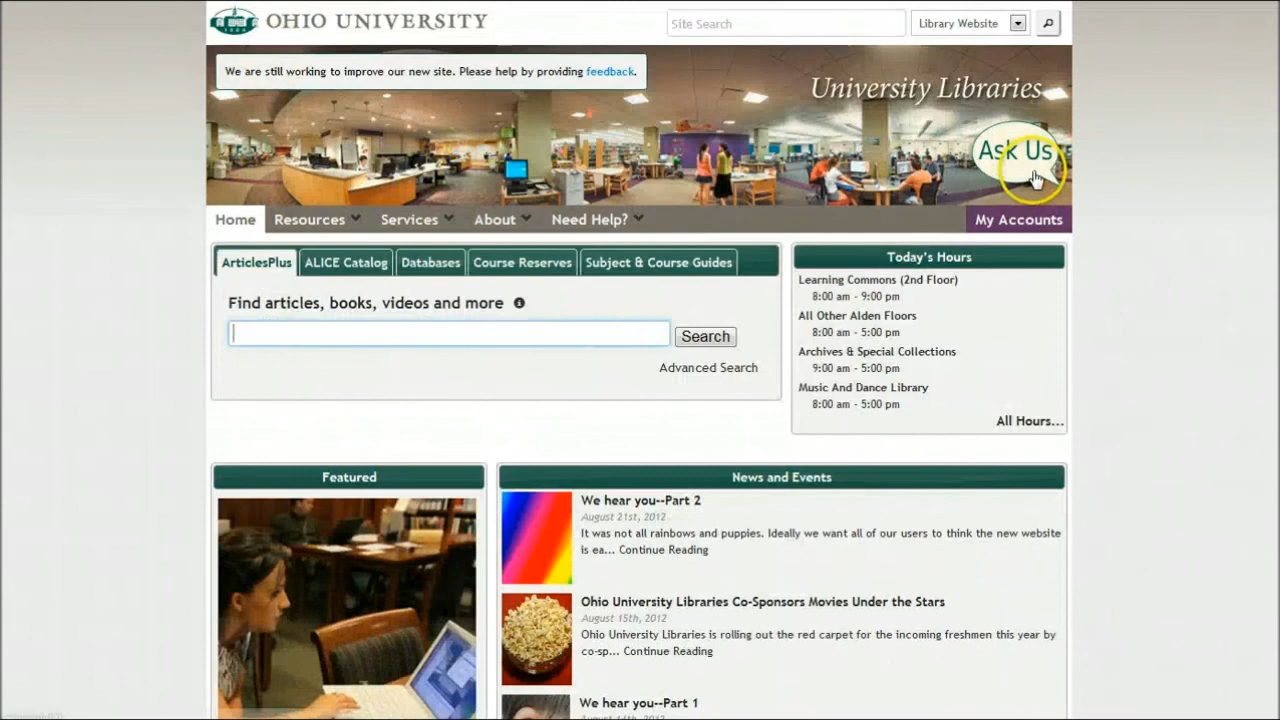 OHIO UNIVERSITY
Site Search
Library Website
We are still working to improve our new site. Please help by providing feedback.
University Libraries
Ask Us
Home Resources Services About Need Help? My Accounts
ArticlesPlus ALICE Catalog Databases Course Reserves Subject & Course Guides
Find articles, books, videos and more
Search
Advanced Search
Today's Hours
Learning Commons (2nd Floor)
8:00 am - 9:00 pm
All Other Alden Floors
8:00 am - 5:00 pm
Archives & Special Collections
9:00 am - 5:00 pm
Music And Dance Library
8:00 am - 5:00 pm
All Hours...
Featured
News and Events
We hear you--Part 2
August 21st, 2012
It was not all rainbows and puppies. Ideally we want all of our users to think the new website
is ea... Continue Reading
Ohio University Libraries Co-Sponsors Movies Under the Stars
August 15th, 2012
Ohio University Libraries is rolling out the red carpet for the incoming freshmen this year by
co-sp... Continue Reading
We hear you--Part 1